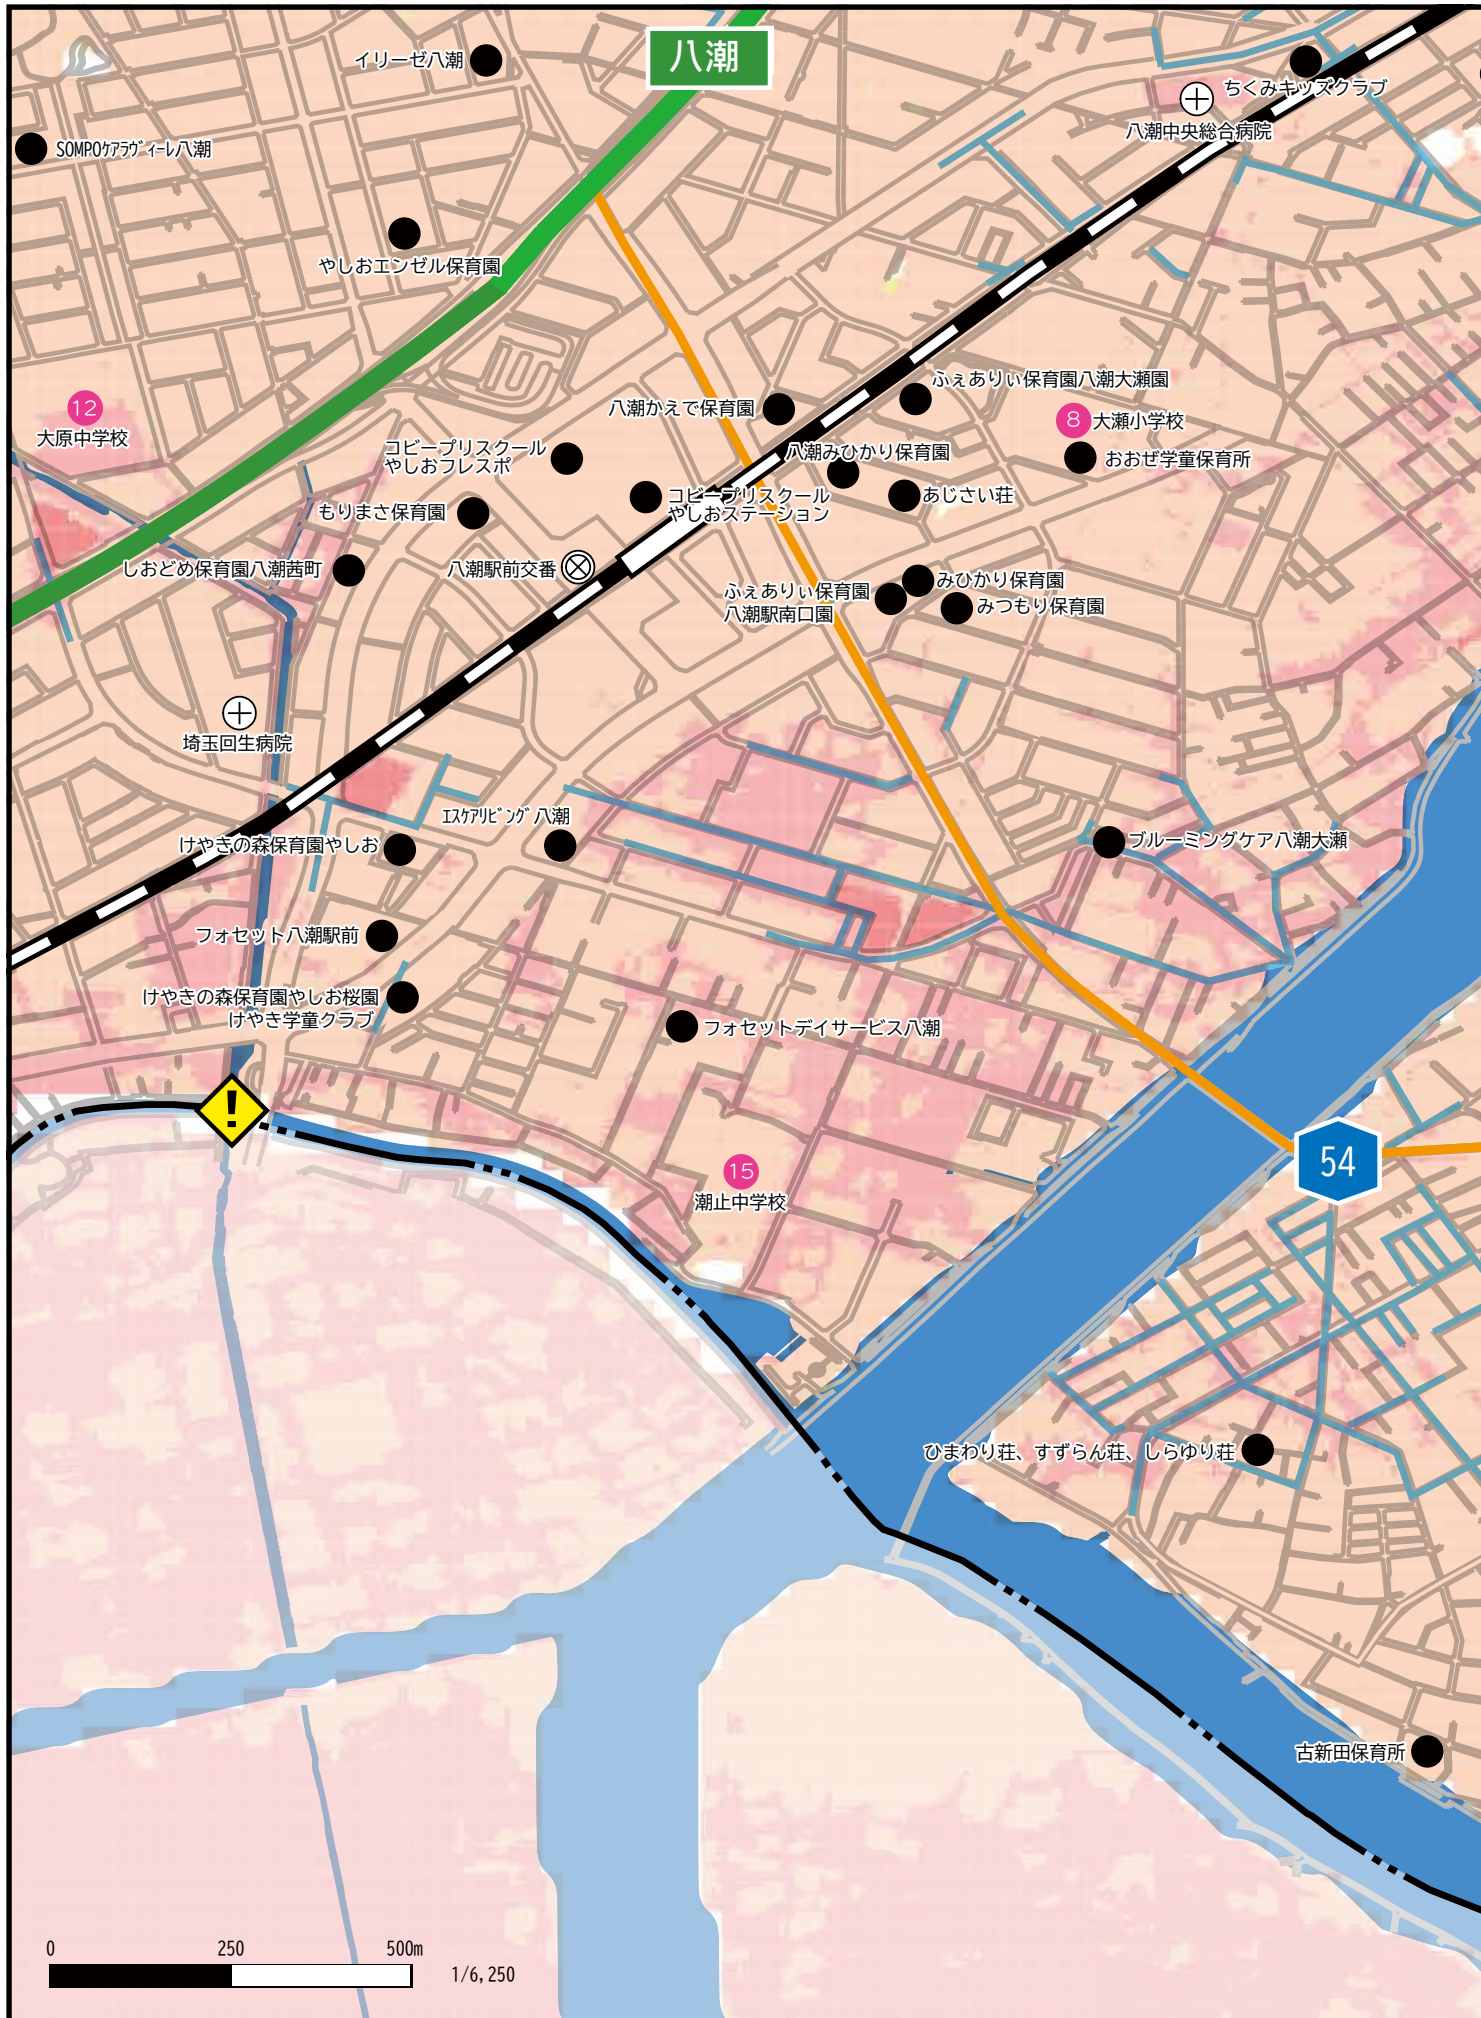 イリーゼ八潮
八潮
ちくみキッズクラブ
八潮中央総合病院
SOMPOケアラヴィーレ八潮
やしおエンゼル保育園
ふぇありぃ保育園八潮大瀬園
12
大原中学校
八潮かえで保育園
8
大瀬小学校
コビープリスクール
やしおフレスポ
八潮みひかり保育園
おおぜ学童保育所
コビープリスクール
やしおステーション
あじさい荘
もりまさ保育園
しおどめ保育園八潮茜町
八潮駅前交番
ふぇありぃ保育園
八潮駅南口園
みひかり保育園
みつもり保育園
埼玉回生病院
エスケアリビング八潮
けやきの森保育園やしお
ブルーミングケア八潮大瀬
フォセット八潮駅前
けやきの森保育園やしお桜園
けやき学童クラブ
フォセットデイサービス八潮
!
15
潮止中学校
54
ひまわり荘、すずらん荘、しらゆり荘
古新田保育所
0 250 500m
1/6,250